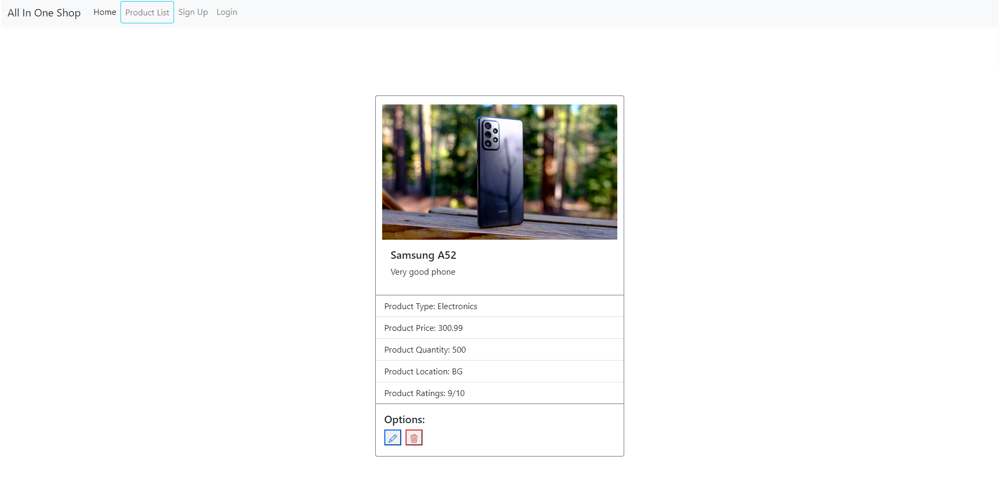 All In One Shop Home Product List Sign Up Login
Samsung A52
Very good phone
Product Type: Electronics
Product Price: 300.99
Product Quantity: 500
Product Location: BG
Product Ratings: 9/10
Options: